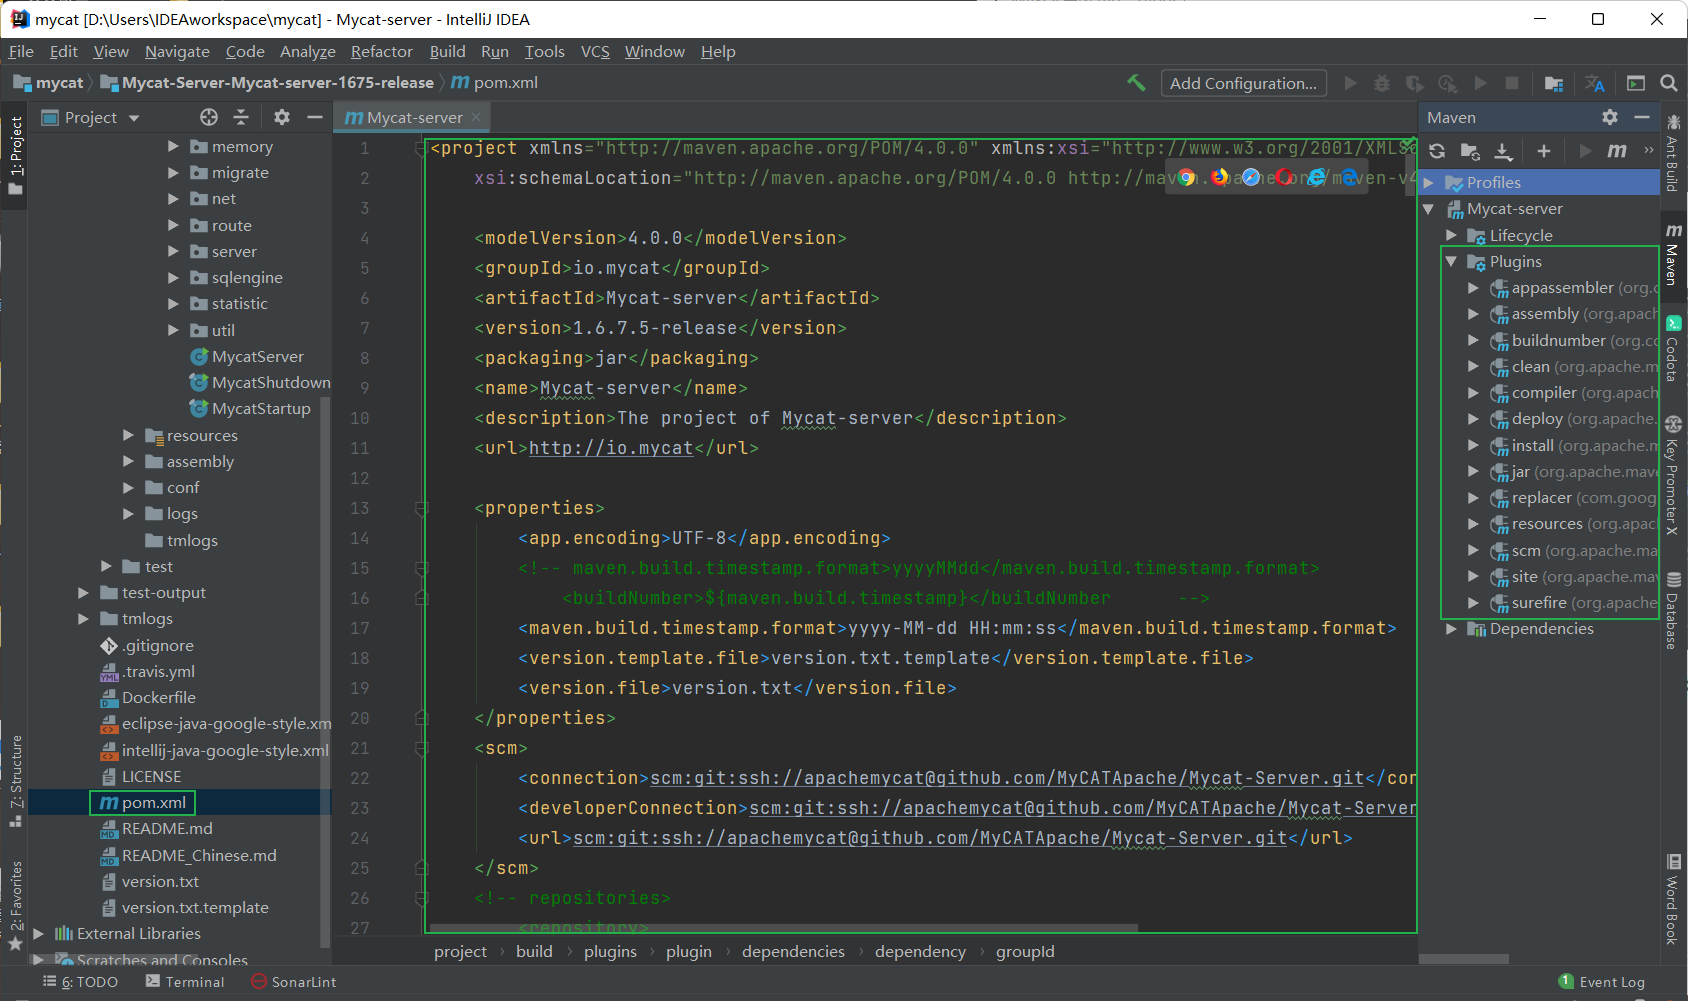 mycat [D:\Users\IDEAworkspace\mycat] - Mycat-server - IntelliJ IDEA
File Edit View Navigate Code Analyze Refactor Build Run Tools VCS Window Help
mycat Mycat-Server-Mycat-server-1675-release m pom.xml Add Configuration...
1: Project
7: Structure
2: Favorites
Project
memory
migrate
net
route
server
sqlengine
statistic
util
MycatServer
MycatShutdown
MycatStartup
resources
assembly
conf
logs
tmlogs
test
test-output
tmlogs
.gitignore
.travis.yml
Dockerfile
eclipse-java-google-style.xm
intellij-java-google-style.xml
LICENSE
pom.xml
README.md
README_Chinese.md
version.txt
version.txt.template
External Libraries
Scratches and Consoles
m Mycat-server
1 <project xmlns="http://maven.apache.org/POM/4.0.0" xmlns:xsi="http://www.w3.org/2001/XMLSc
2 xsi:schemaLocation="http://maven.apache.org/POM/4.0.0 http://maven.apache.org/maven-v4
3
4 <modelVersion>4.0.0</modelVersion>
5 <groupId>io.mycat</groupId>
6 <artifactId>Mycat-server</artifactId>
7 <version>1.6.7.5-release</version>
8 <packaging>jar</packaging>
9 <name>Mycat-server</name>
10 <description>The project of Mycat-server</description>
11 <url>http://io.mycat</url>
12
13 <properties>
14 <app.encoding>UTF-8</app.encoding>
15 <!-- maven.build.timestamp.format>yyyyMMdd</maven.build.timestamp.format>
16 <buildNumber>${maven.build.timestamp}</buildNumber -->
17 <maven.build.timestamp.format>yyyy-MM-dd HH:mm:ss</maven.build.timestamp.format>
18 <version.template.file>version.txt.template</version.template.file>
19 <version.file>version.txt</version.file>
20 </properties>
21 <scm>
22 <connection>scm:git:ssh://apachemycat@github.com/MyCATApache/Mycat-Server.git</con
23 <developerConnection>scm:git:ssh://apachemycat@github.com/MyCATApache/Mycat-Server
24 <url>scm:git:ssh://apachemycat@github.com/MyCATApache/Mycat-Server.git</url>
25 </scm>
26 <!-- repositories>
27 <repository>
project › build › plugins › plugin › dependencies › dependency › groupId
Maven
Profiles
Mycat-server
Lifecycle
Plugins
appassembler (org.c
assembly (org.apach
buildnumber (org.co
clean (org.apache.m
compiler (org.apach
deploy (org.apache.
install (org.apache.m
jar (org.apache.mave
replacer (com.goog
resources (org.apac
scm (org.apache.ma
site (org.apache.mav
surefire (org.apache
Dependencies
Ant Build
Maven
Codota
Key Promoter X
Database
Word Book
6: TODO Terminal SonarLint 1 Event Log